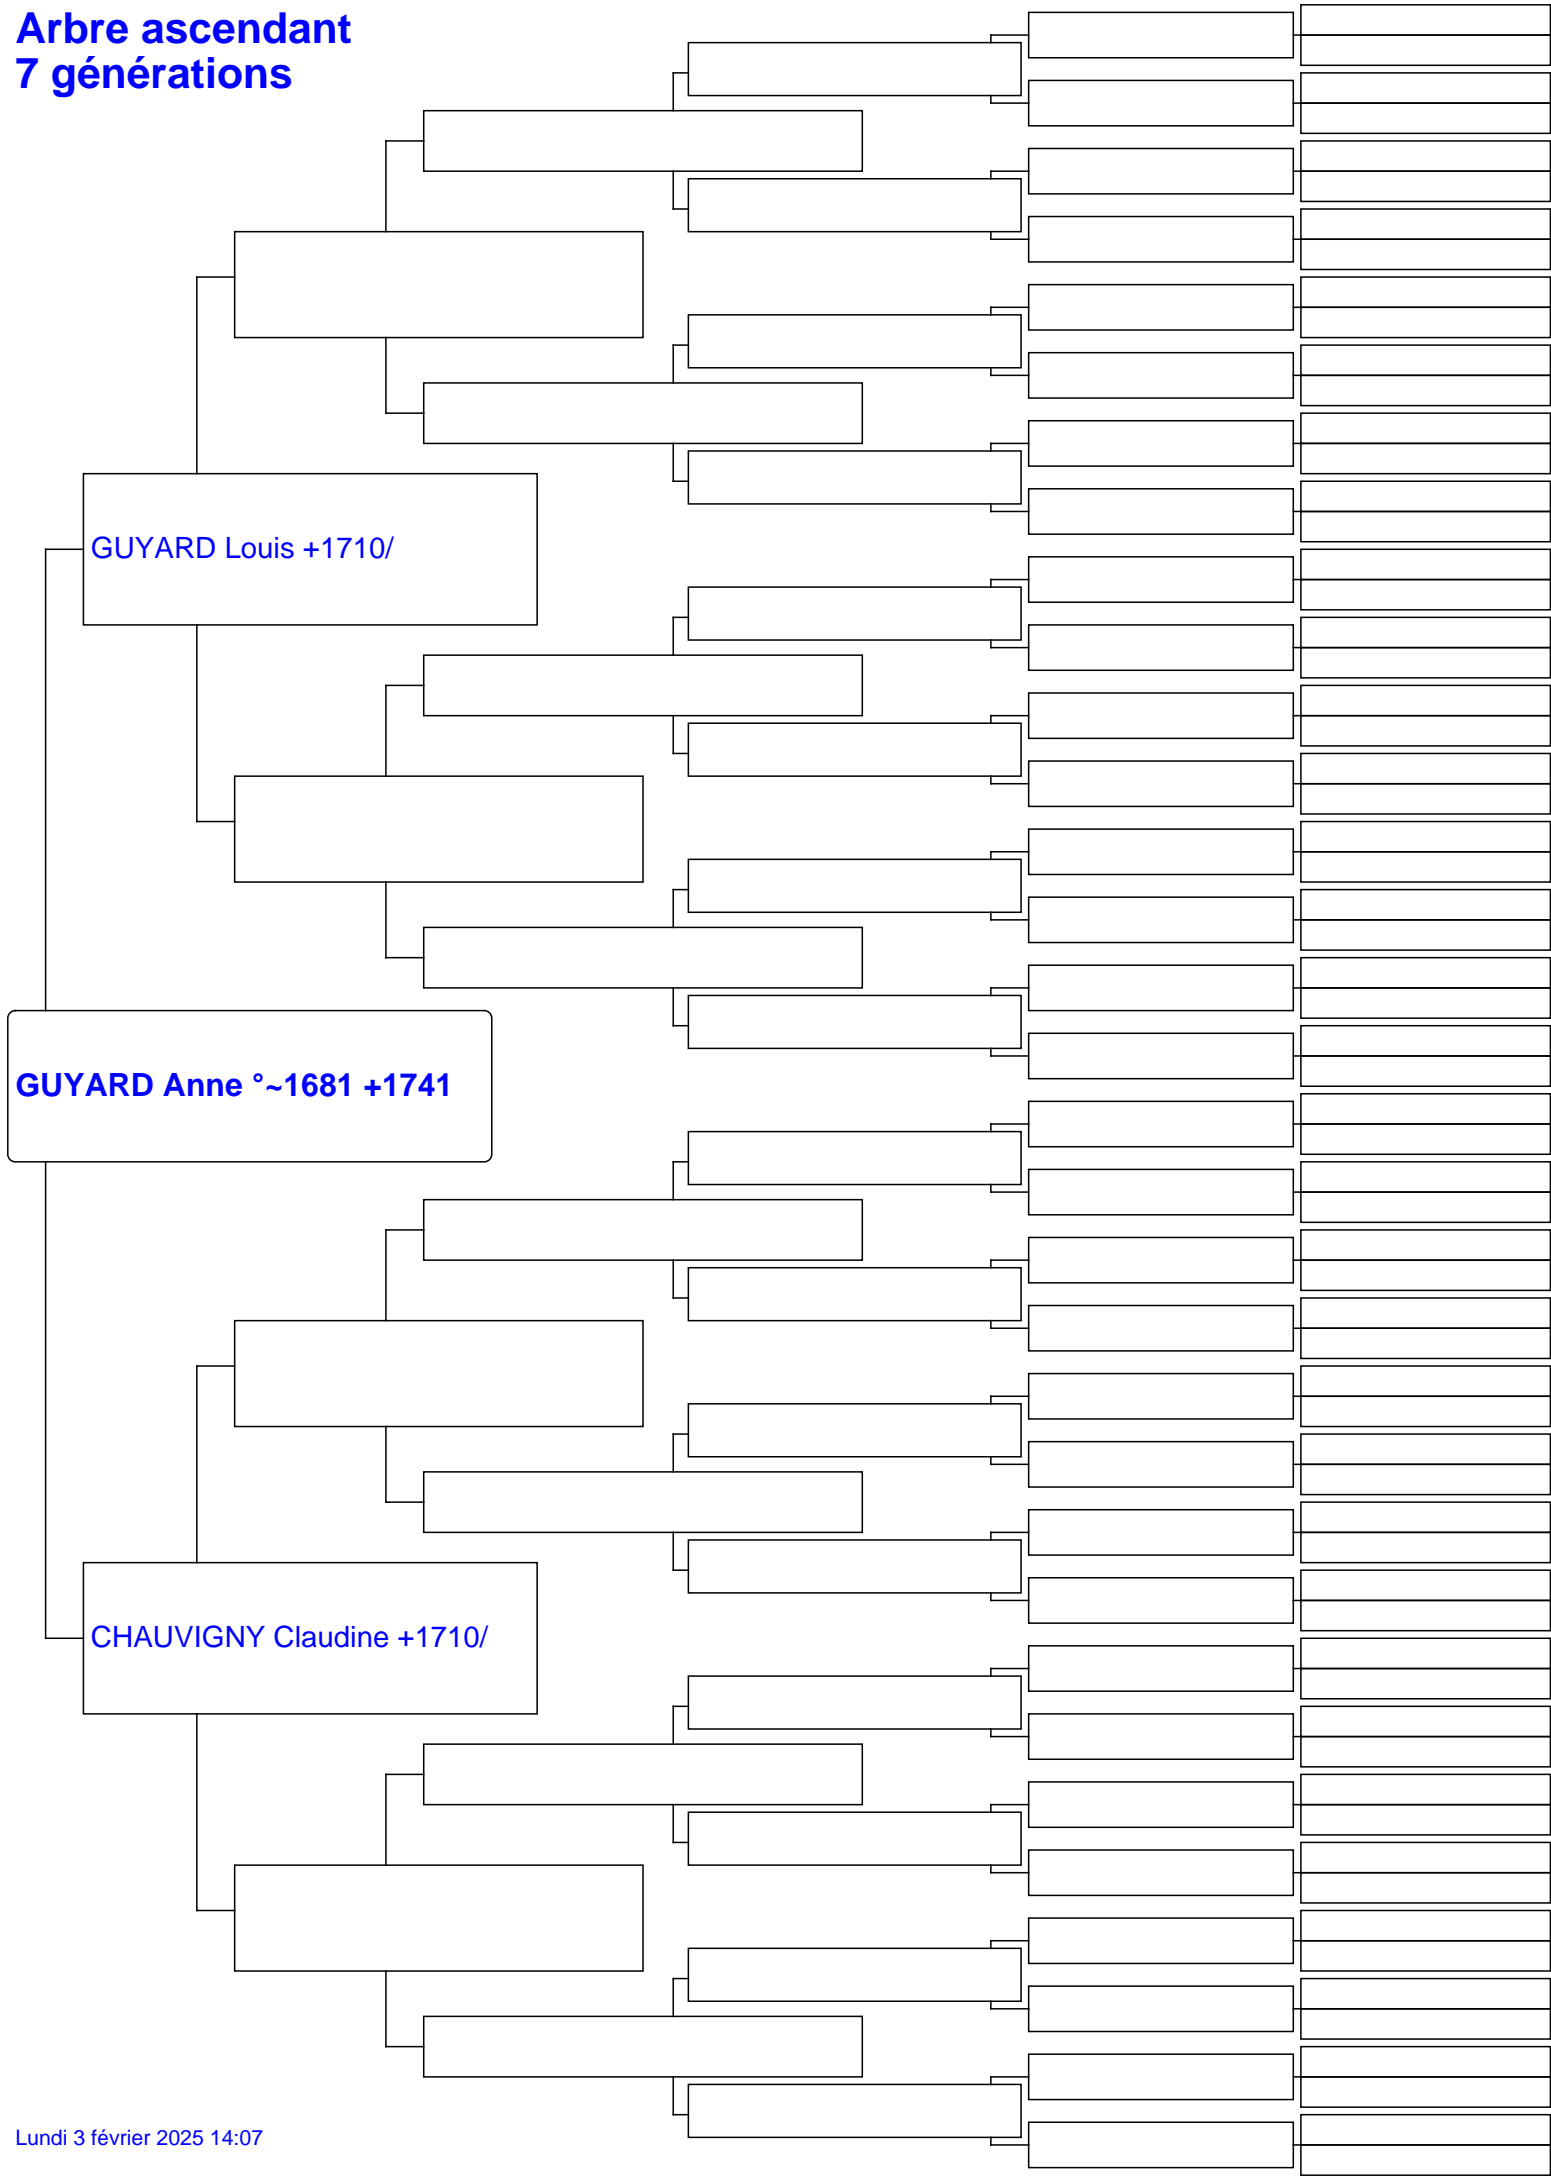 Arbre ascendant
7 générations
GUYARD Louis +1710/
GUYARD Anne °~1681 +1741
CHAUVIGNY Claudine +1710/
Lundi 3 février 2025 14:07